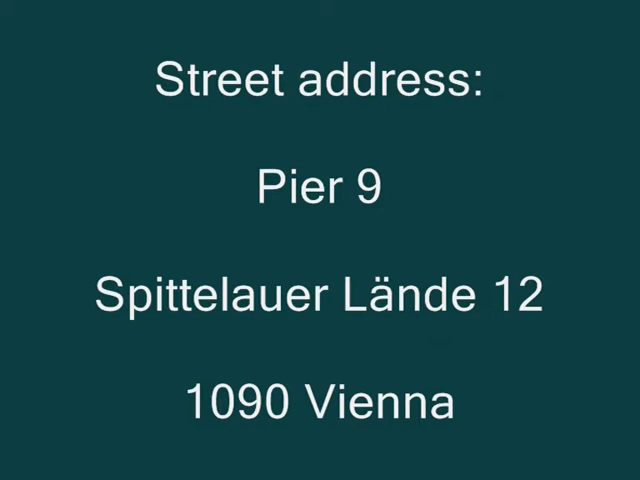 Street address:
Pier 9
Spittelauer Lände 12
1090 Vienna